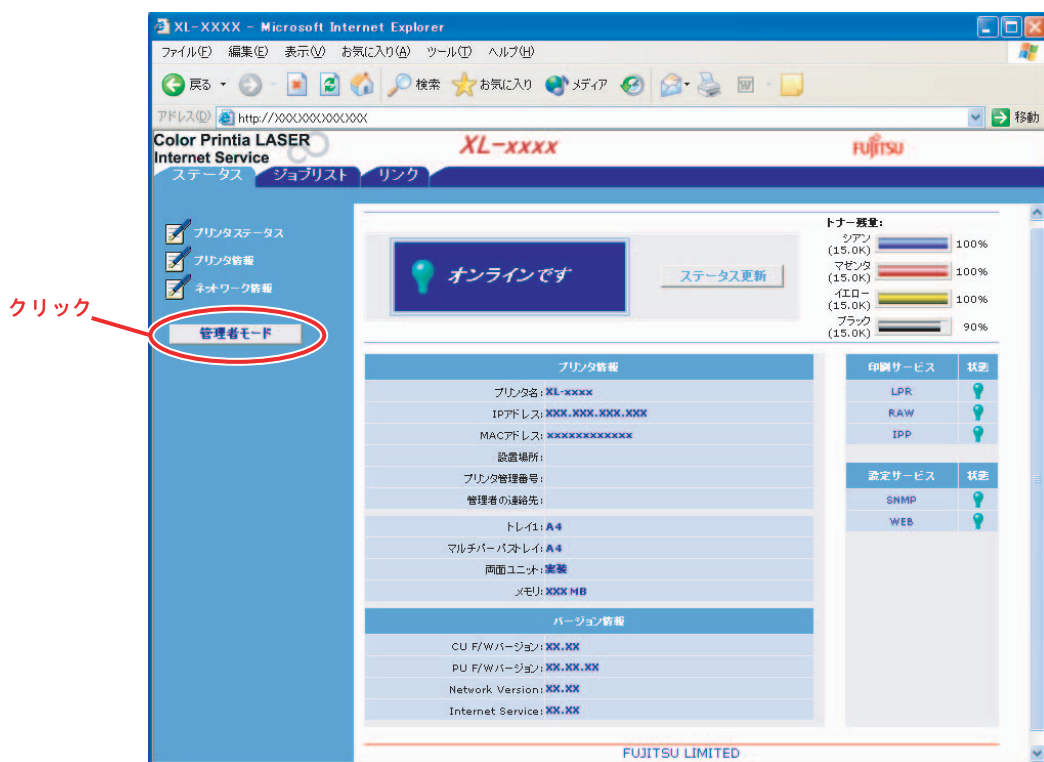 XL-XXXX - Microsoft Internet Explorer
ファイル(F) 編集(E) 表示(V) お気に入り(A) ツール(T) ヘルプ(H)
戻る 検索 お気に入り メディア
アドレス(D) http://XXX.XXX.XXX.XXX 移動
Color Printia LASER
Internet Service
XL-xxxx
FUJITSU
ステータス ジョブリスト リンク
プリンタステータス
プリンタ情報
ネットワーク情報
クリック
管理者モード
オンラインです
ステータス更新
トナー残量:
シアン
(15.0K) 100%
マゼンタ
(15.0K) 100%
イエロー
(15.0K) 100%
ブラック
(15.0K) 90%
プリンタ情報
プリンタ名: XL-xxxx
IPアドレス: XXX.XXX.XXX.XXX
MACアドレス: xxxxxxxxxxxx
設置場所:
プリンタ管理番号:
管理者の連絡先:
トレイ1: A4
マルチパーパストレイ: A4
両面ユニット: 実装
メモリ: XXX MB
バージョン情報
CU F/Wバージョン: XX.XX
PU F/Wバージョン: XX.XX.XX
Network Version: XX.XX
Internet Service: XX.XX
印刷サービス 状態
LPR
RAW
IPP
設定サービス 状態
SNMP
WEB
FUJITSU LIMITED